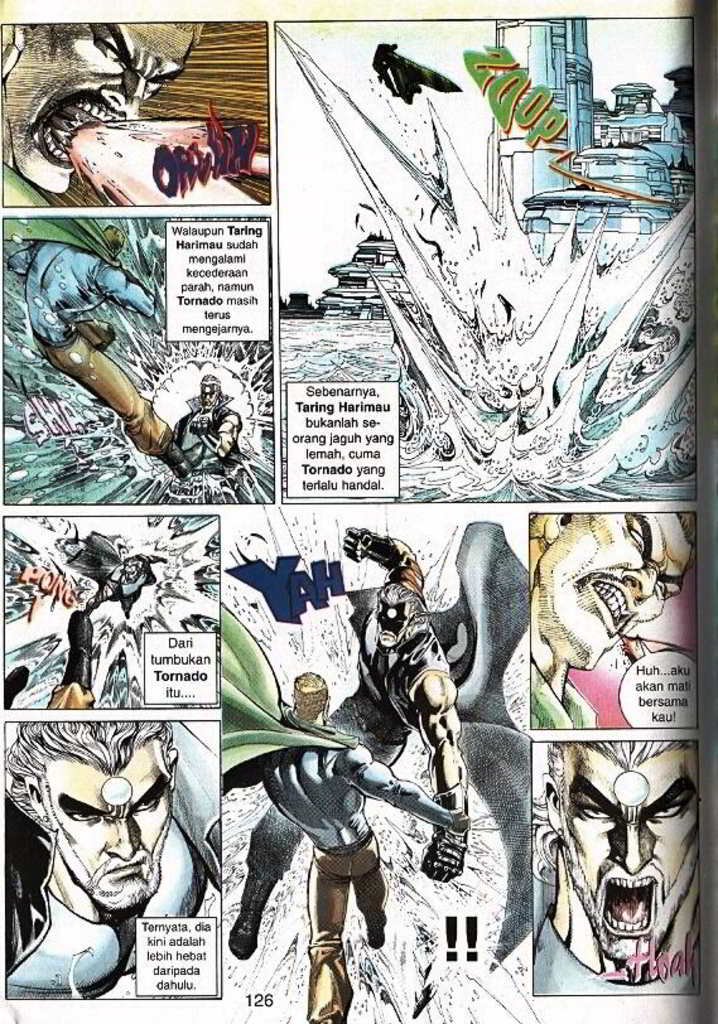 ZOOP
Walaupun Taring
Harimau sudah
mengalami
kecederaan
parah, namun
Tornado masih
terus
mengejarnya.
Sebenarnya,
Taring Harimau
bukanlah se-
orang jaguh yang
lemah, cuma
Tornado yang
terlalu handal.
PONG
Dari
tumbukan
Tornado
itu....
YAH
!!
Huh...aku
akan mati
bersama
kau!
Ternyata, dia
kini adalah
lebih hebat
daripada
dahulu.
Hoah
126